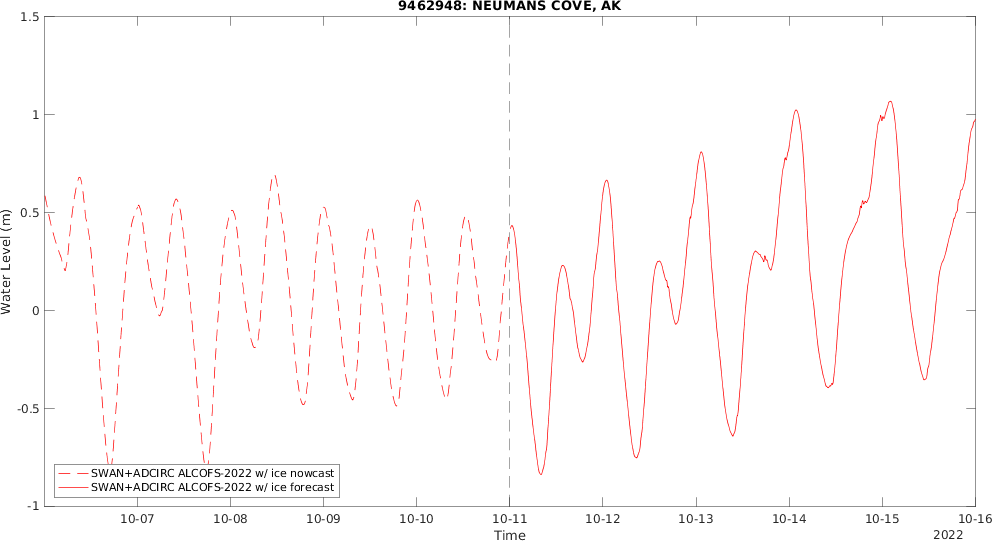 9462948: NEUMANS COVE, AK
Water Level (m)
1.5
1
0.5
0
-0.5
-1
SWAN+ADCIRC ALCOFS-2022 w/ ice nowcast
SWAN+ADCIRC ALCOFS-2022 w/ ice forecast
10-07 10-08 10-09 10-10 10-11 10-12 10-13 10-14 10-15 10-16
Time
2022